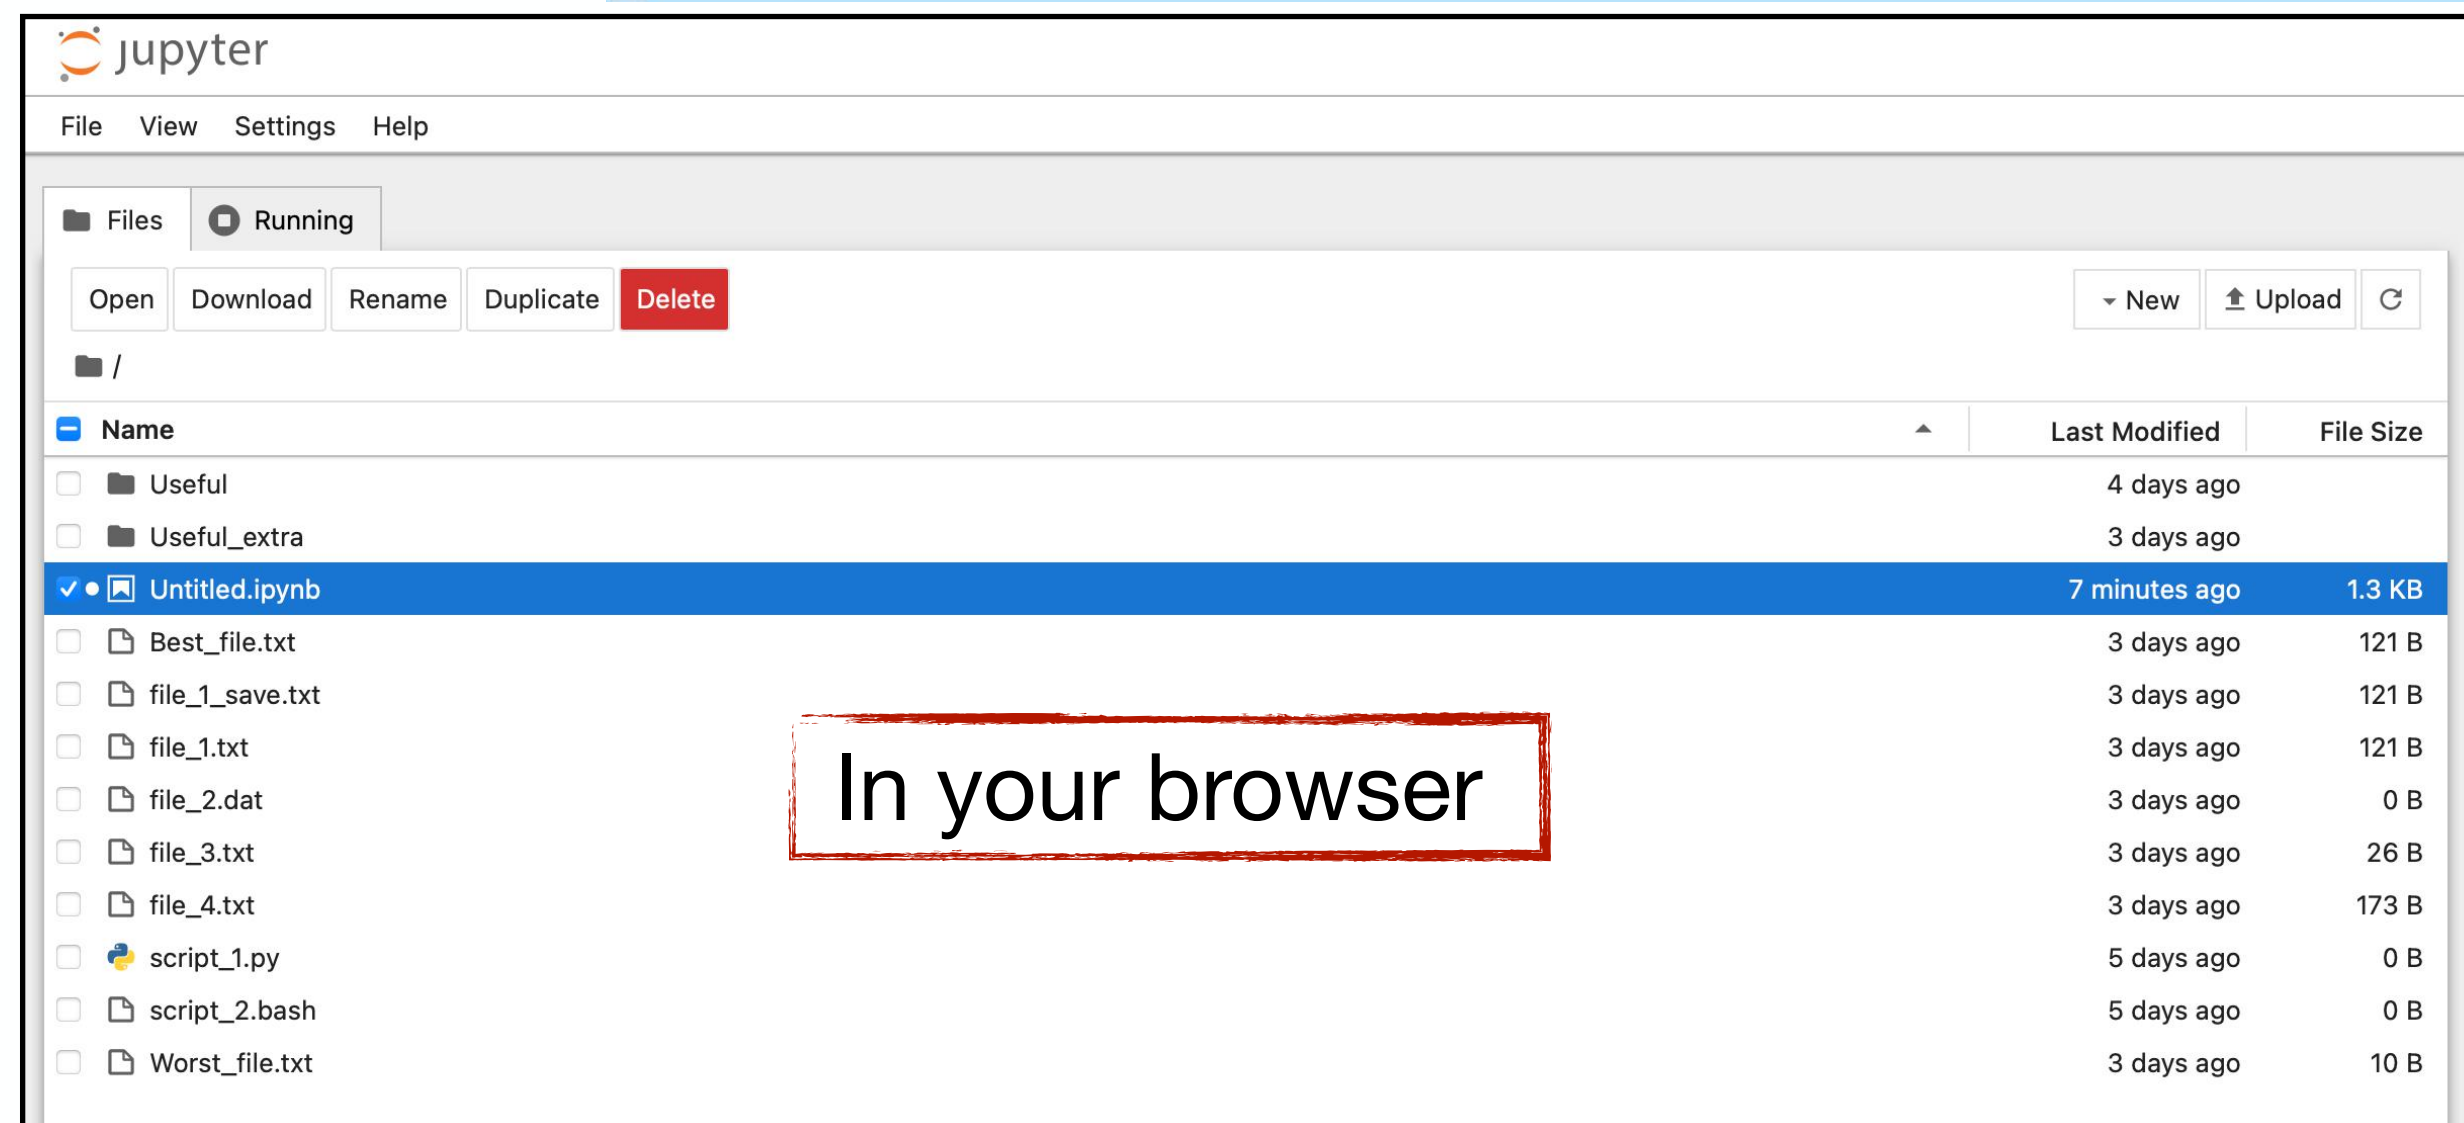 jupyter
File View Settings Help
Files Running
Open Download Rename Duplicate Delete New Upload
/
Name Last Modified File Size
Useful 4 days ago
Useful_extra 3 days ago
Untitled.ipynb 7 minutes ago 1.3 KB
Best_file.txt 3 days ago 121 B
file_1_save.txt 3 days ago 121 B
file_1.txt 3 days ago 121 B
In your browser
file_2.dat 3 days ago 0 B
file_3.txt 3 days ago 26 B
file_4.txt 3 days ago 173 B
script_1.py 5 days ago 0 B
script_2.bash 5 days ago 0 B
Worst_file.txt 3 days ago 10 B